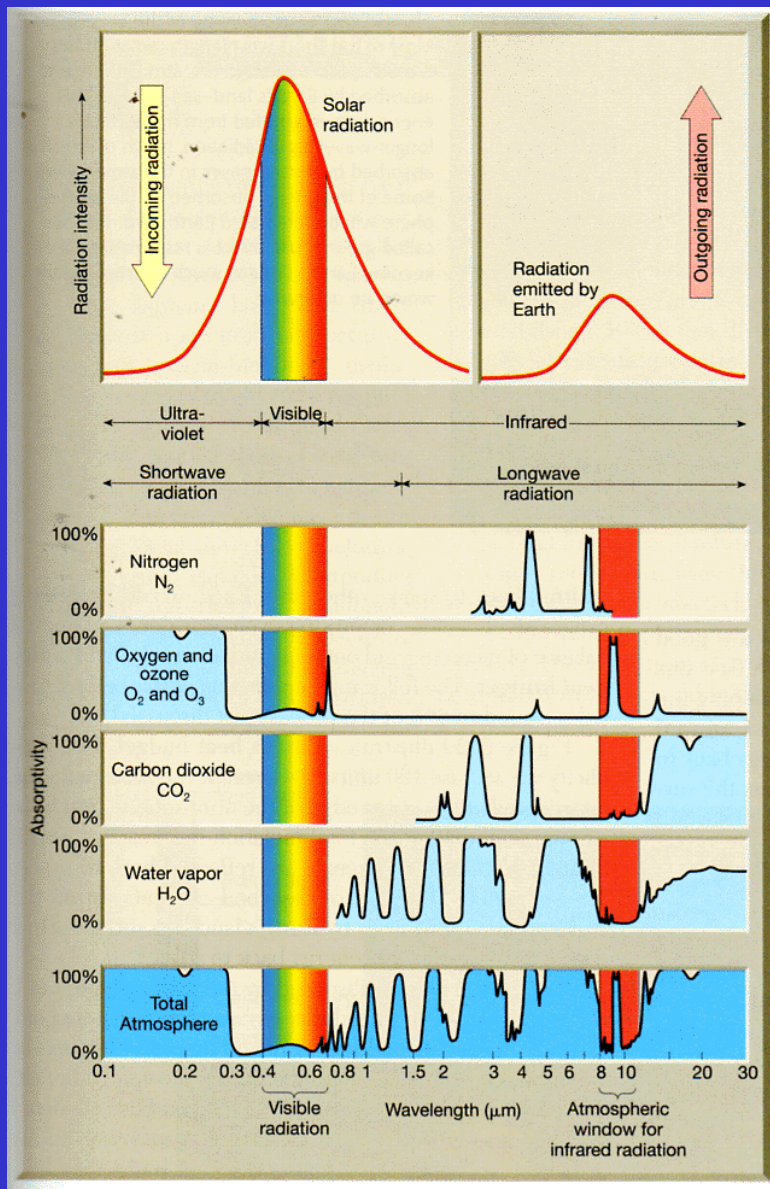 Radiation intensity
Incoming radiation
Solar
radiation
Radiation
emitted by
Earth
Outgoing radiation
Ultra-
violet
Visible
Infrared
Shortwave
radiation
Longwave
radiation
Absorptivity
100%
Nitrogen
N₂
0%
100%
Oxygen and
ozone
O₂ and O₃
0%
100%
Carbon dioxide
CO₂
0%
100%
Water vapor
H₂O
0%
100%
Total
Atmosphere
0%
0.1 0.2 0.3 0.4 0.6 0.8 1 1.5 2 3 4 5 6 8 10 20 30
Visible
radiation
Wavelength (μm)
Atmospheric
window for
infrared radiation